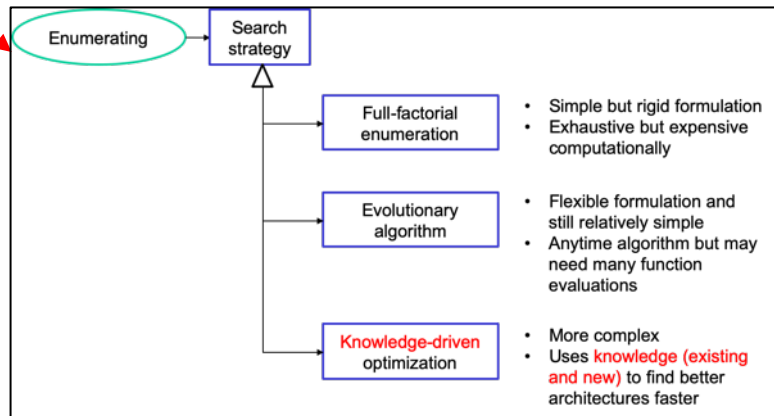 Enumerating
Search
strategy
Full-factorial
enumeration
• Simple but rigid formulation
• Exhaustive but expensive
computationally
Evolutionary
algorithm
• Flexible formulation and
still relatively simple
• Anytime algorithm but may
need many function
evaluations
Knowledge-driven
optimization
• More complex
• Uses knowledge (existing
and new) to find better
architectures faster